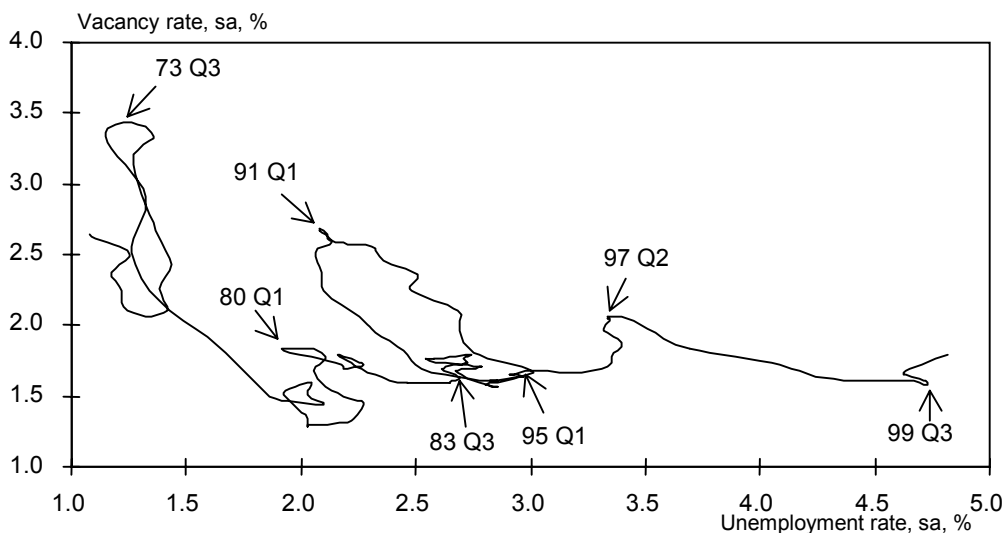 Vacancy rate, sa, %
4.0
73 Q3
3.5
91 Q1
3.0
97 Q2
2.5
80 Q1
2.0
1.5
83 Q3
95 Q1
99 Q3
1.0
1.0 1.5 2.0 2.5 3.0 3.5 4.0 4.5 5.0
Unemployment rate, sa, %